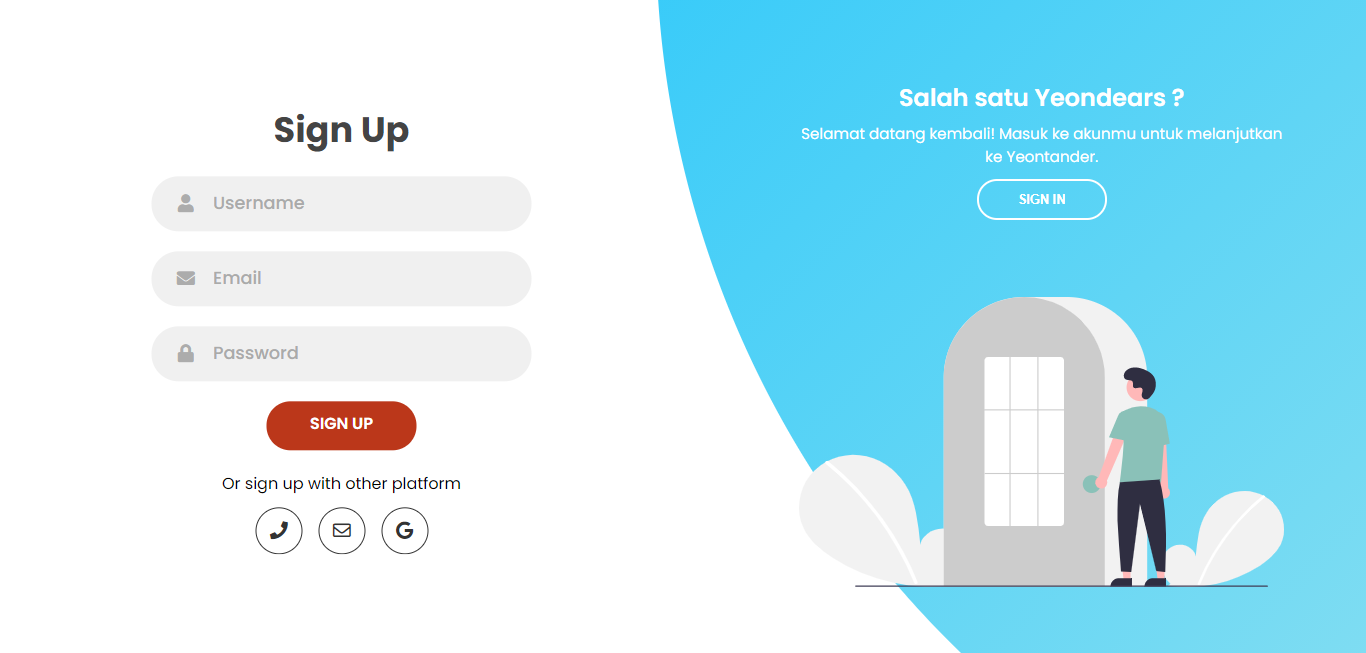 Sign Up
Username
Email
Password
SIGN UP
Or sign up with other platform
Salah satu Yeondears ?
Selamat datang kembali! Masuk ke akunmu untuk melanjutkan
ke Yeontander.
SIGN IN